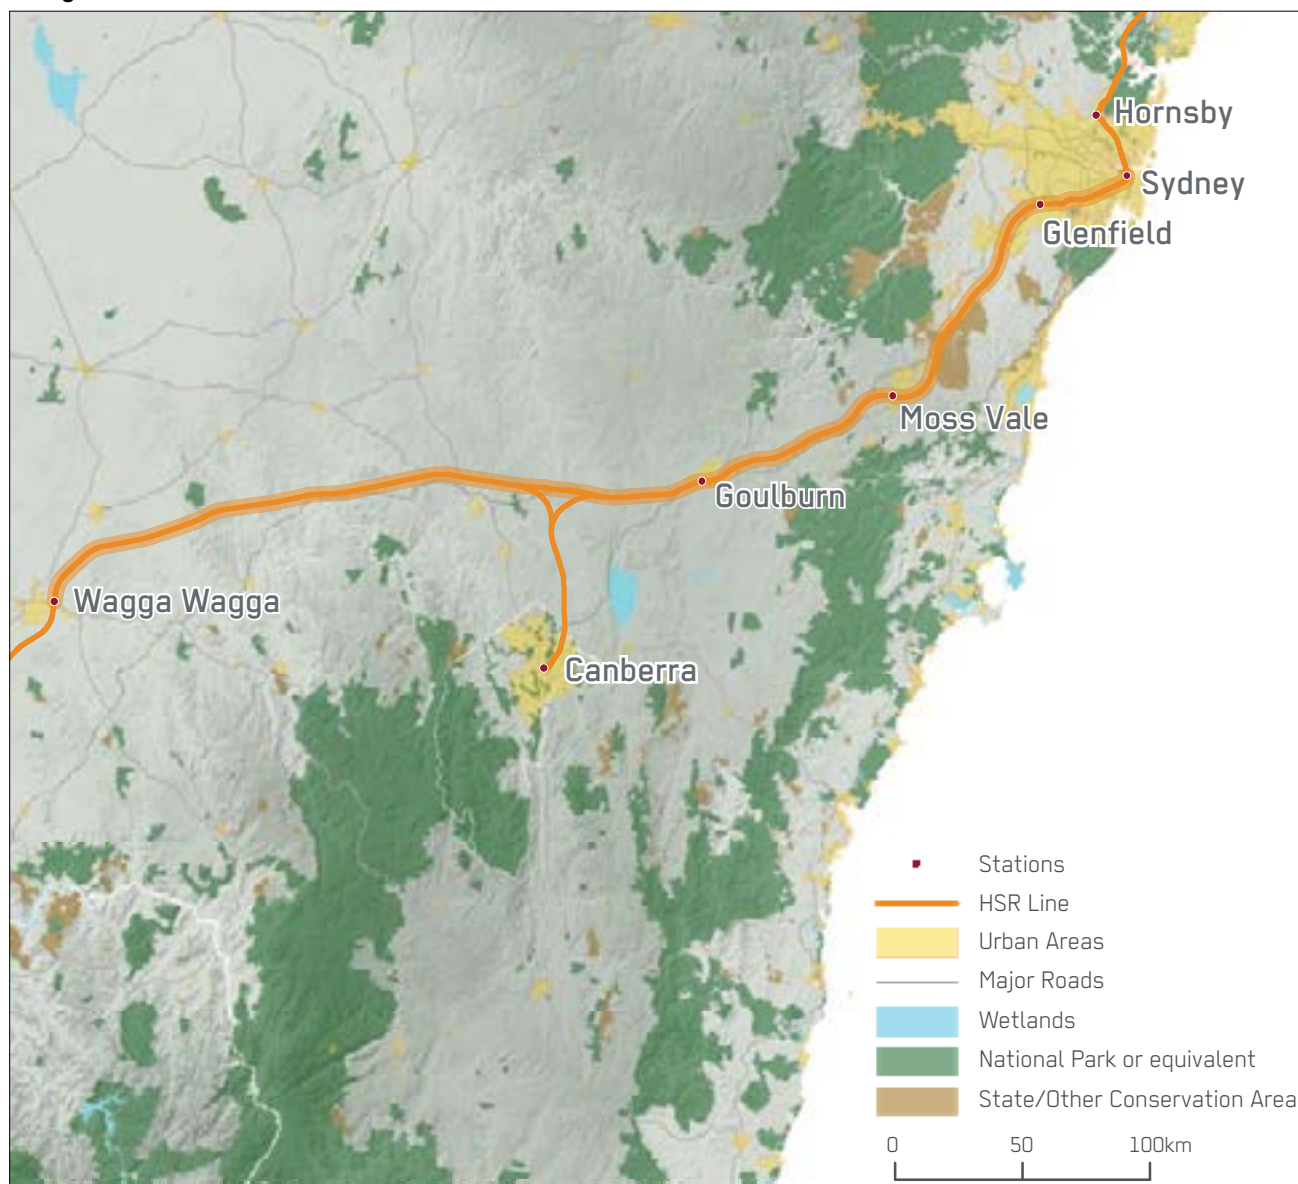 Hornsby
Sydney
Glenfield
Moss Vale
Goulburn
Wagga Wagga
Canberra
Stations
HSR Line
Urban Areas
Major Roads
Wetlands
National Park or equivalent
State/Other Conservation Area
0 50 100km